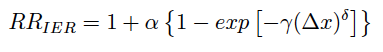 RR_{IER} = 1 + α{1 − exp[−γ(Δx)^δ]}